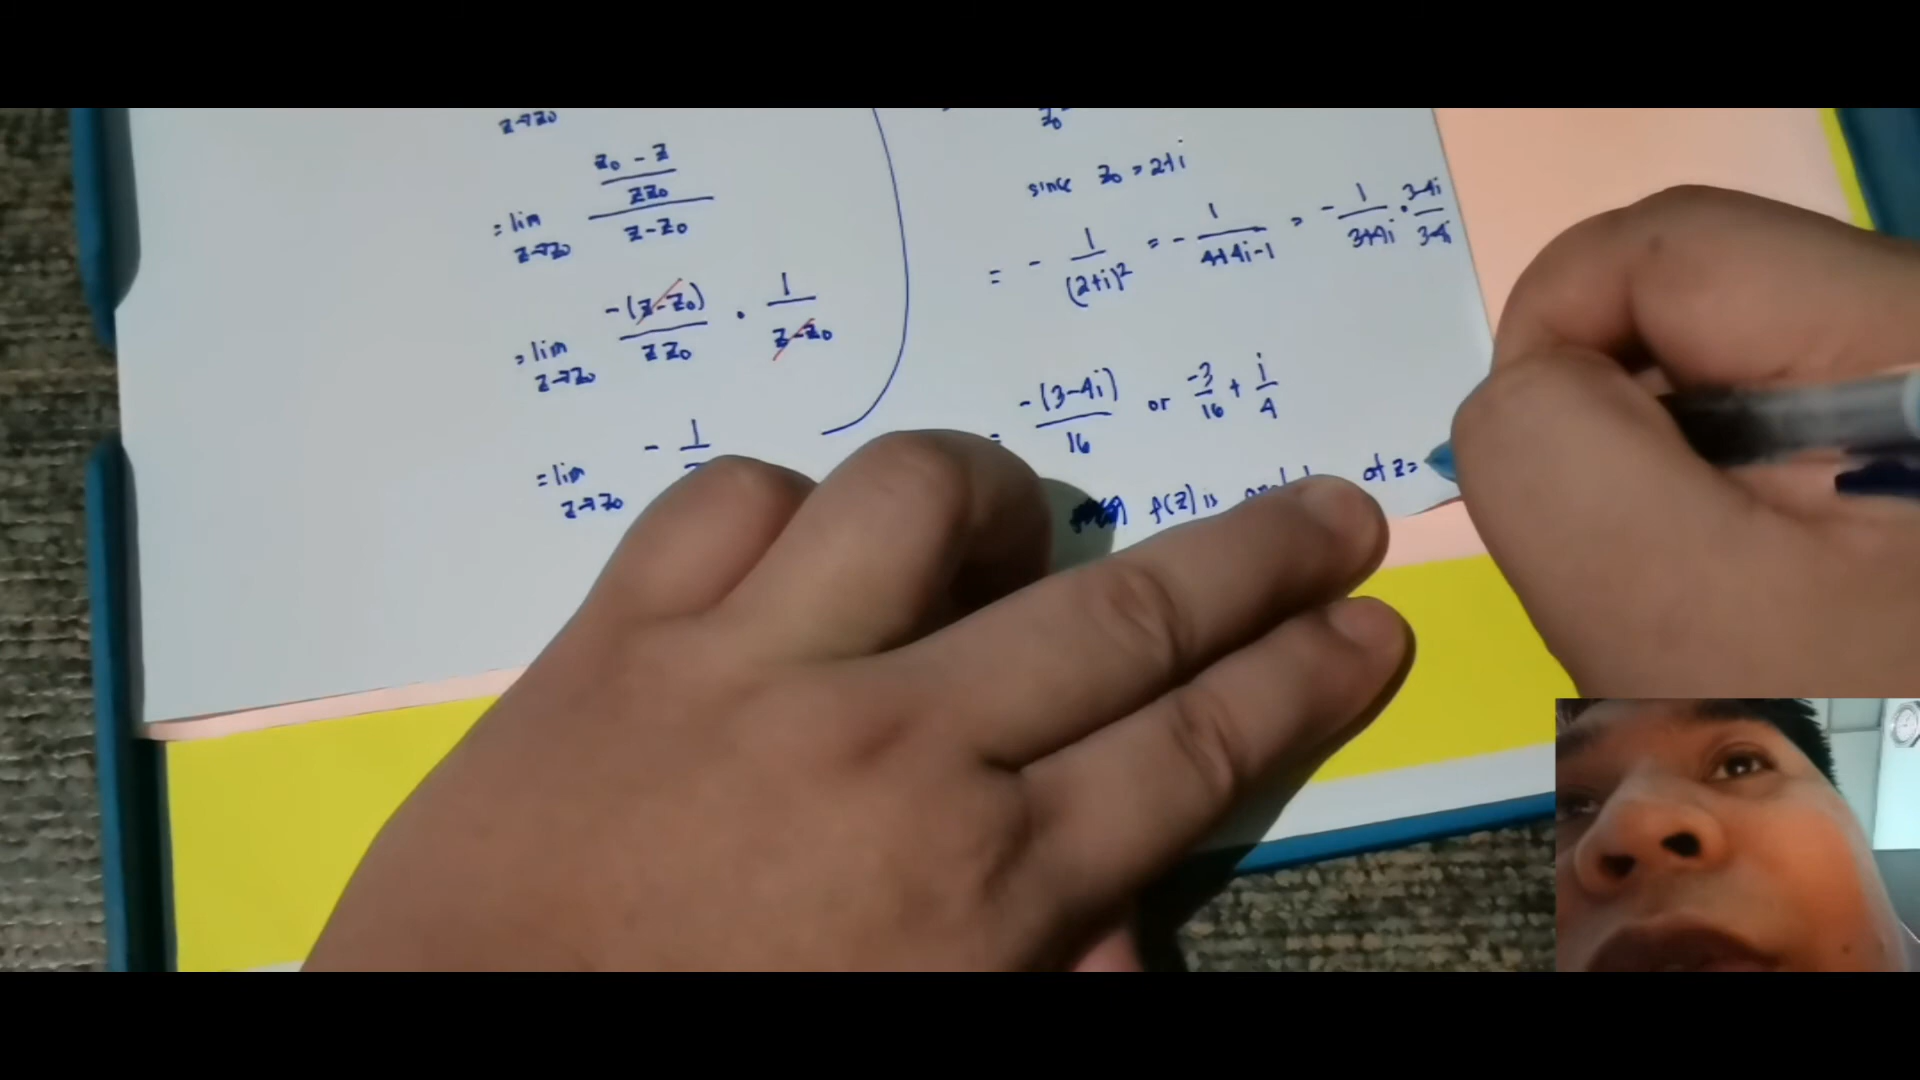 z→z₀
z₀ - z
zz₀
= lim
z→z₀
z - z₀
= lim
z→z₀
-(z-z₀)
zz₀
·
1
z-z₀
= lim
z→z₀
- 1
z₀²
since z₀ = 2+i
= - 1/(2+i)² = - 1/(4+4i-1) = - 1/(3+4i) · (3-4i)/(3-4i)
= -(3-4i)/16 or -3/16 + i/4
f(z) is at z=